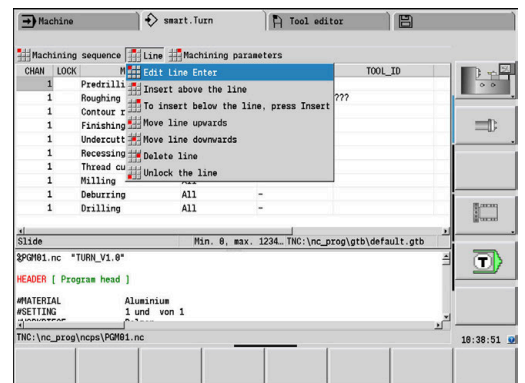 Machine
smart.Turn
Tool editor
Machining sequence Line Machining parameters
CHAN LOCK M TOOL_ID
Edit Line Enter
Insert above the line
To insert below the line, press Insert
Move line upwards
Move line downwards
Delete line
Unlock the line
1 Predrilli
1 Roughing ???
1 Contour r
1 Finishing
1 Undercutt
1 Recessing
1 Thread cu
1 Milling All
1 Deburring All –
1 Drilling All –
Slide Min. 0, max. 1234… TNC:\nc_prog\gtb\default.gtb
%PGM01.nc "TURN_V1.0"
HEADER [ Program head ]
#MATERIAL Aluminium
#SETTING 1 und von 1
TNC:\nc_prog\ncps\PGM01.nc
T
10:38:51